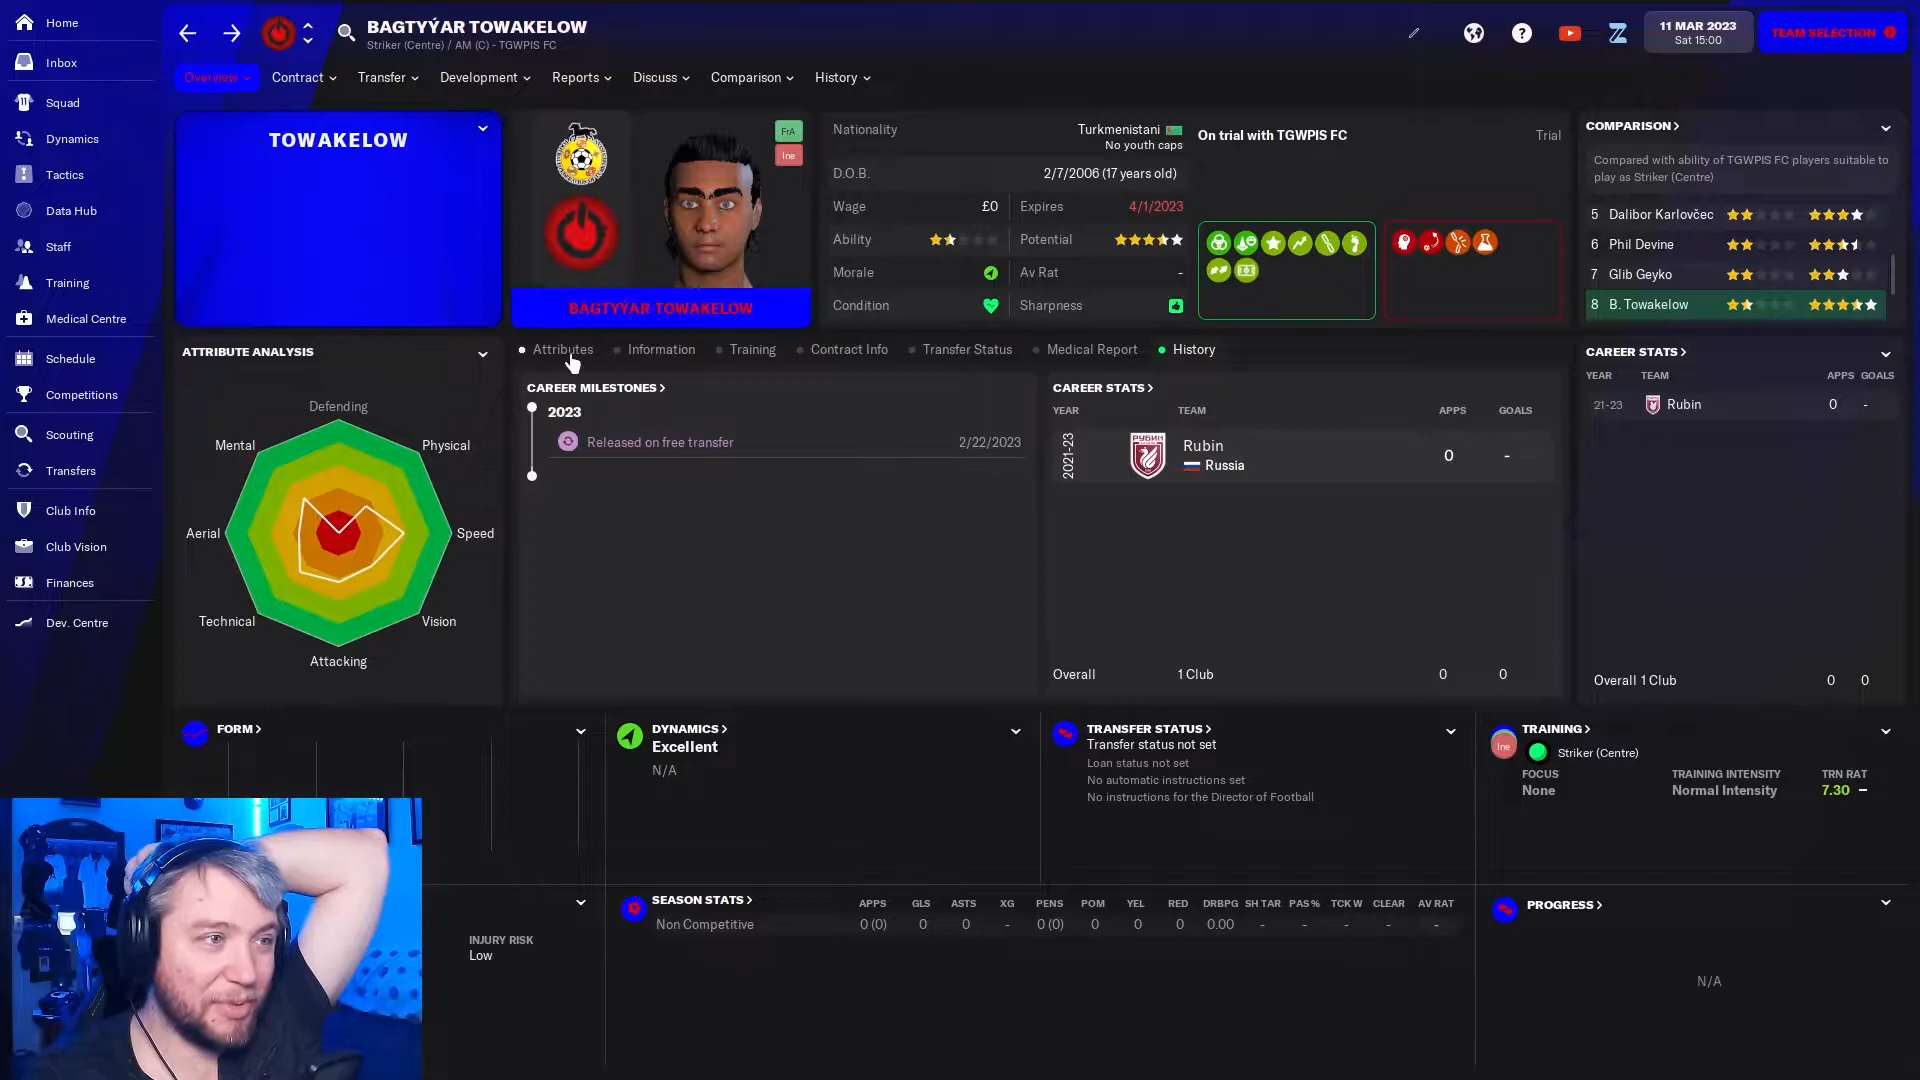 Home
Inbox
Squad
Dynamics
Tactics
Data Hub
Staff
Training
Medical Centre
Schedule
Competitions
Scouting
Transfers
Club Info
Club Vision
Finances
Dev. Centre
BAGTYÝAR TOWAKELOW
Striker (Centre) / AM (C) - TGWPIS FC
11 MAR 2023
Sat 15:00
TEAM SELECTION
Overview
Contract
Transfer
Development
Reports
Discuss
Comparison
History
TOWAKELOW
FrA
Ine
BAGTYÝAR TOWAKELOW
Nationality Turkmenistani
No youth caps
D.O.B. 2/7/2006 (17 years old)
Wage £0 Expires 4/1/2023
Ability Potential
Morale Av Rat -
Condition Sharpness
On trial with TGWPIS FC Trial
COMPARISON >
Compared with ability of TGWPIS FC players suitable to
play as Striker (Centre)
5 Dalibor Karlovčec
6 Phil Devine
7 Glib Geyko
8 B. Towakelow
ATTRIBUTE ANALYSIS
Defending
Mental Physical
Aerial Speed
Technical Vision
Attacking
Attributes
Information
Training
Contract Info
Transfer Status
Medical Report
History
CAREER MILESTONES >
2023
Released on free transfer 2/22/2023
CAREER STATS >
YEAR TEAM APPS GOALS
2021-23 РУБИН Rubin 0 -
Russia
Overall 1 Club 0 0
CAREER STATS >
YEAR TEAM APPS GOALS
21-23 Rubin 0 -
Overall 1 Club 0 0
FORM >
DYNAMICS >
Excellent
N/A
TRANSFER STATUS >
Transfer status not set
Loan status not set
No automatic instructions set
No instructions for the Director of Football
TRAINING >
Ine Striker (Centre)
FOCUS TRAINING INTENSITY TRN RAT
None Normal Intensity 7.30 –
INJURY RISK
Low
SEASON STATS > APPS GLS ASTS XG PENS POM YEL RED DRBPG SH TAR PAS % TCK W CLEAR AV RAT
Non Competitive 0 (0) 0 0 - 0 (0) 0 0 0 0.00 - - - - -
PROGRESS >
N/A